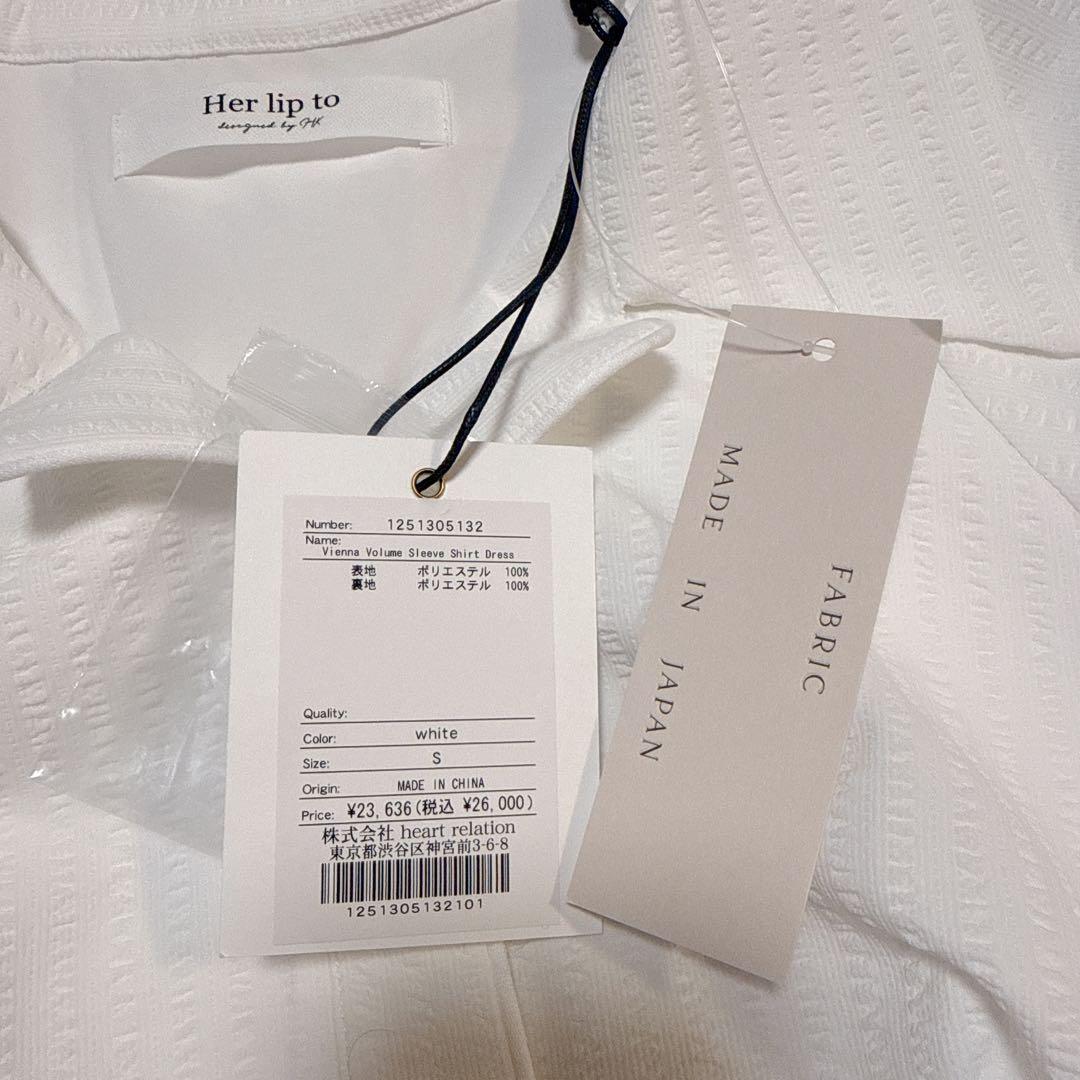 Her lip to
designed by HK
Number: 1251305132
Name:
Vienna Volume Sleeve Shirt Dress
表地 ポリエステル 100%
裏地 ポリエステル 100%
Quality:
Color: white
Size: S
Origin: MADE IN CHINA
Price: ¥23,636(税込 ¥26,000)
株式会社 heart relation
東京都渋谷区神宮前3-6-8
1251305132101
FABRIC
MADE IN JAPAN